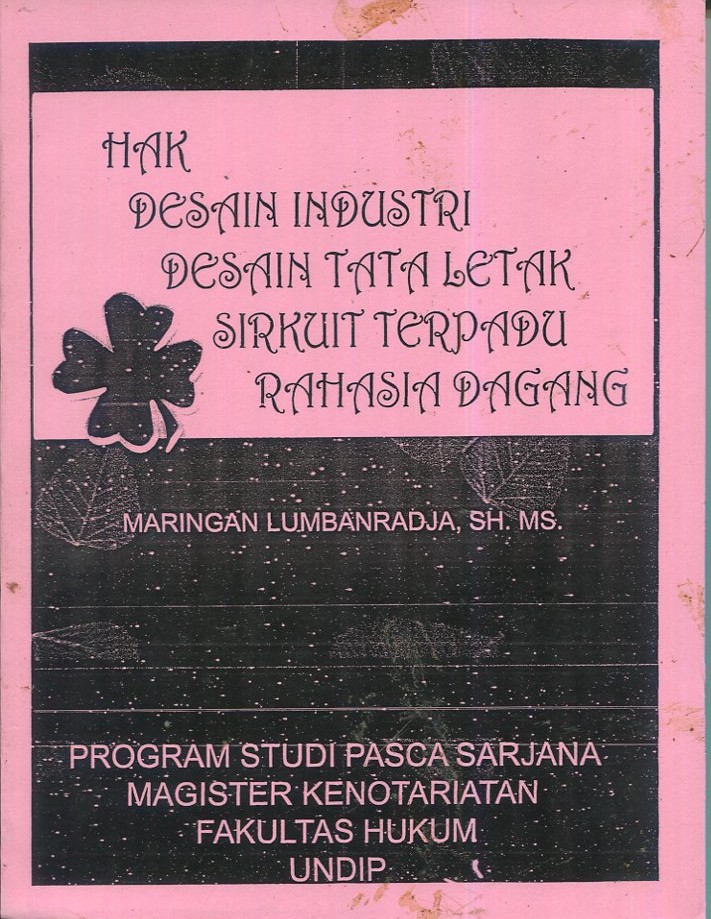 HAK
DESAIN INDUSTRI
DESAIN TATA LETAK
SIRKUIT TERPADU
RAHASIA DAGANG
MARINGAN LUMBANRADJA, SH. MS.
PROGRAM STUDI PASCA SARJANA
MAGISTER KENOTARIATAN
FAKULTAS HUKUM
UNDIP